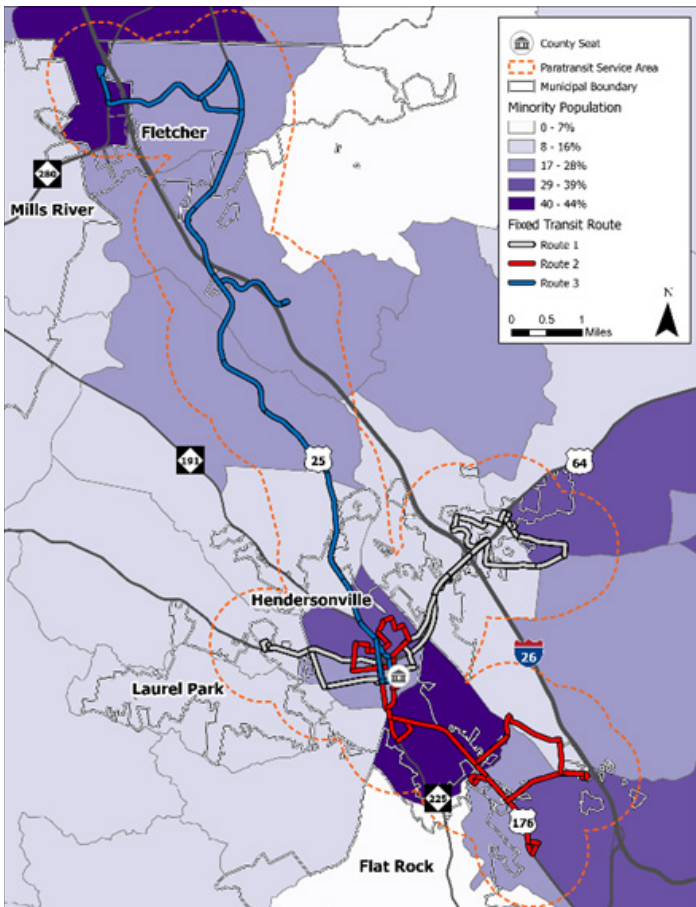 County Seat
Paratransit Service Area
Municipal Boundary
Minority Population
0 - 7%
8 - 16%
17 - 28%
29 - 39%
40 - 44%
Fixed Transit Route
Route 1
Route 2
Route 3
0 0.5 1
Miles
N
Fletcher
280
Mills River
191
25
64
Hendersonville
26
Laurel Park
225
176
Flat Rock